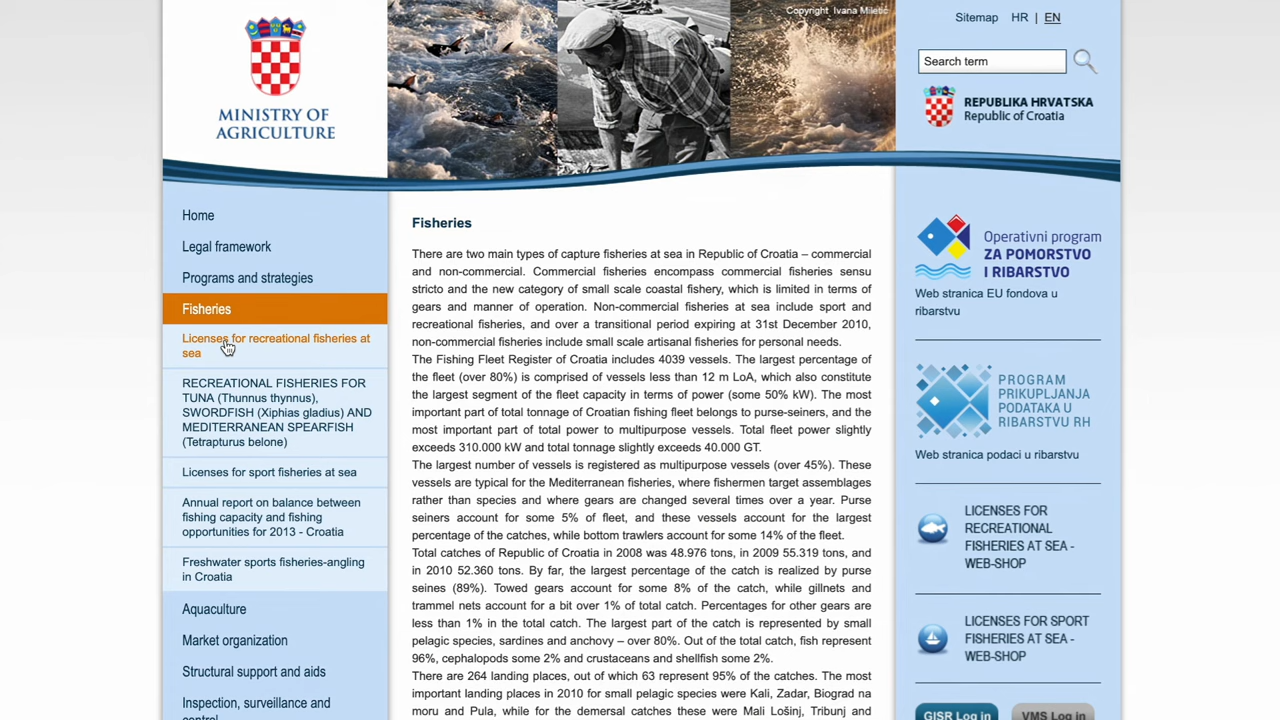 Copyright Ivana Miletić
Sitemap HR | EN
Search term
MINISTRY OF
AGRICULTURE
REPUBLIKA HRVATSKA
Republic of Croatia
Home
Legal framework
Programs and strategies
Fisheries
Licenses for recreational fisheries at
sea
RECREATIONAL FISHERIES FOR
TUNA (Thunnus thynnus),
SWORDFISH (Xiphias gladius) AND
MEDITERRANEAN SPEARFISH
(Tetrapturus belone)
Licenses for sport fisheries at sea
Annual report on balance between
fishing capacity and fishing
opportunities for 2013 - Croatia
Freshwater sports fisheries-angling
in Croatia
Aquaculture
Market organization
Structural support and aids
Inspection, surveillance and
control
Fisheries
There are two main types of capture fisheries at sea in Republic of Croatia – commercial
and non-commercial. Commercial fisheries encompass commercial fisheries sensu
stricto and the new category of small scale coastal fishery, which is limited in terms of
gears and manner of operation. Non-commercial fisheries at sea include sport and
recreational fisheries, and over a transitional period expiring at 31st December 2010,
non-commercial fisheries include small scale artisanal fisheries for personal needs.
The Fishing Fleet Register of Croatia includes 4039 vessels. The largest percentage of
the fleet (over 80%) is comprised of vessels less than 12 m LoA, which also constitute
the largest segment of the fleet capacity in terms of power (some 50% kW). The most
important part of total tonnage of Croatian fishing fleet belongs to purse-seiners, and the
most important part of total power to multipurpose vessels. Total fleet power slightly
exceeds 310.000 kW and total tonnage slightly exceeds 40.000 GT.
The largest number of vessels is registered as multipurpose vessels (over 45%). These
vessels are typical for the Mediterranean fisheries, where fishermen target assemblages
rather than species and where gears are changed several times over a year. Purse
seiners account for some 5% of fleet, and these vessels account for the largest
percentage of the catches, while bottom trawlers account for some 14% of the fleet.
Total catches of Republic of Croatia in 2008 was 48.976 tons, in 2009 55.319 tons, and
in 2010 52.360 tons. By far, the largest percentage of the catch is realized by purse
seines (89%). Towed gears account for some 8% of the catch, while gillnets and
trammel nets account for a bit over 1% of total catch. Percentages for other gears are
less than 1% in the total catch. The largest part of the catch is represented by small
pelagic species, sardines and anchovy – over 80%. Out of the total catch, fish represent
96%, cephalopods some 2% and crustaceans and shellfish some 2%.
There are 264 landing places, out of which 63 represent 95% of the catches. The most
important landing places in 2010 for small pelagic species were Kali, Zadar, Biograd na
moru and Pula, while for the demersal catches these were Mali Lošinj, Tribunj and
Operativni program
ZA POMORSTVO
I RIBARSTVO
Web stranica EU fondova u
ribarstvu
PROGRAM
PRIKUPLJANJA
PODATAKA U
RIBARSTVU RH
Web stranica podaci u ribarstvu
LICENSES FOR
RECREATIONAL
FISHERIES AT SEA -
WEB-SHOP
LICENSES FOR SPORT
FISHERIES AT SEA -
WEB-SHOP
GISR Log in VMS Log in